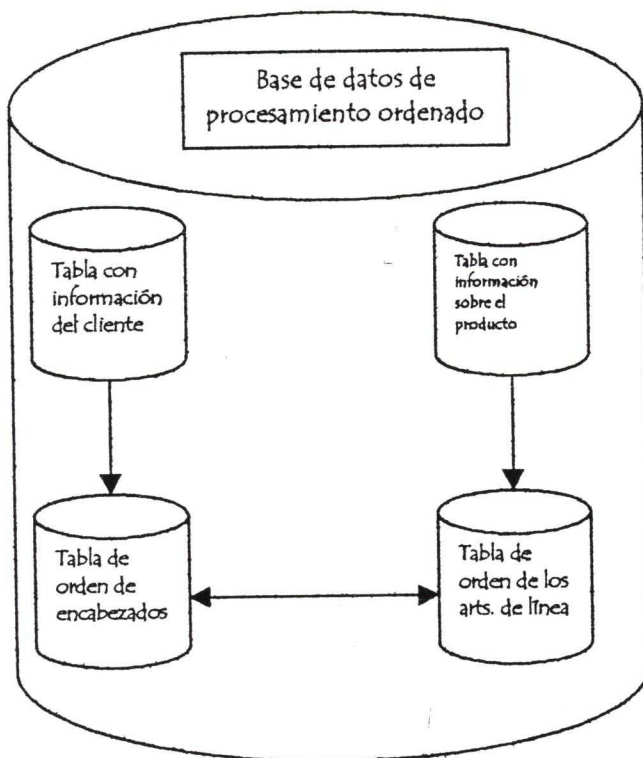 Base de datos de
procesamiento ordenado
Tabla con
información
del cliente
Tabla con
información
sobre el
producto
Tabla de
orden de
encabezados
Tabla de
orden de los
arts. de línea